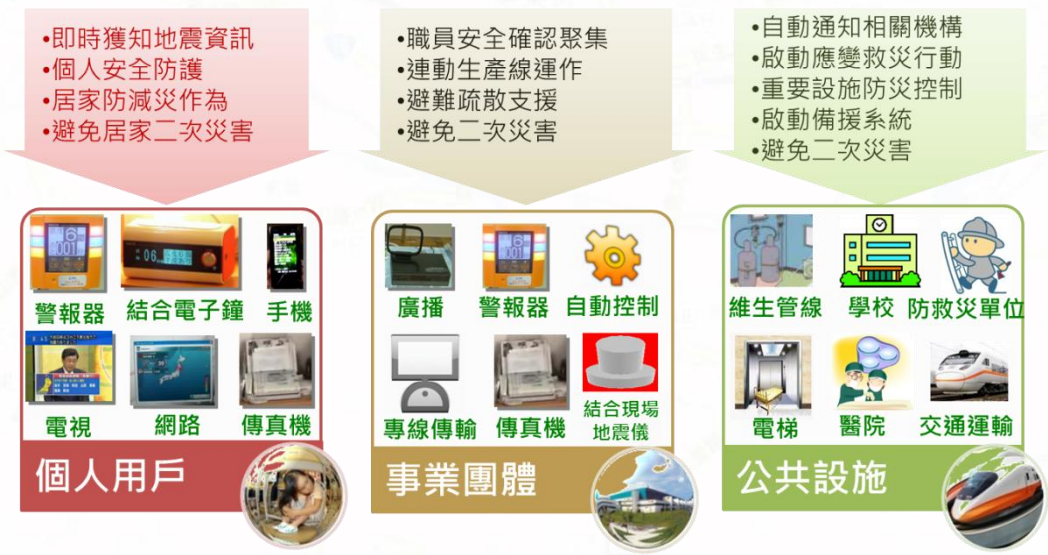 •即時獲知地震資訊
•個人安全防護
•居家防減災作為
•避免居家二次災害
警報器
結合電子鐘
手機
電視
網路
傳真機
個人用戶
•職員安全確認聚集
•連動生產線運作
•避難疏散支援
•避免二次災害
廣播
警報器
自動控制
專線傳輸
傳真機
結合現場
地震儀
事業團體
•自動通知相關機構
•啟動應變救災行動
•重要設施防災控制
•啟動備援系統
•避免二次災害
維生管線
學校
防救災單位
電梯
醫院
交通運輸
公共設施